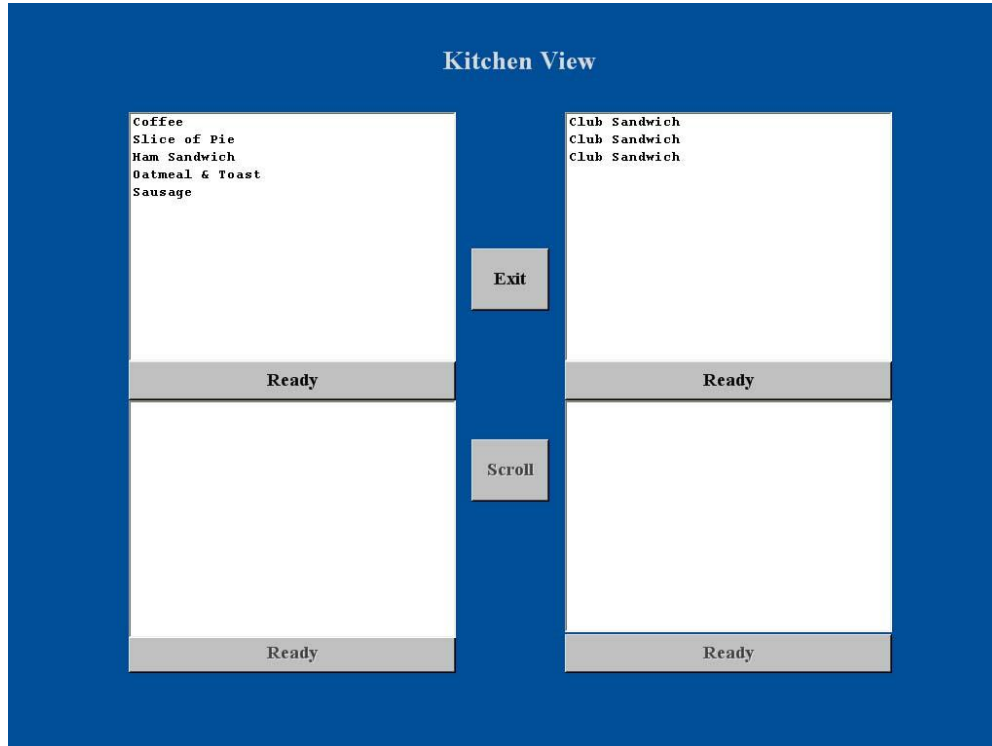 Kitchen View
Coffee
Slice of Pie
Ham Sandwich
Oatmeal & Toast
Sausage
Club Sandwich
Club Sandwich
Club Sandwich
Exit
Ready
Ready
Scroll
Ready
Ready